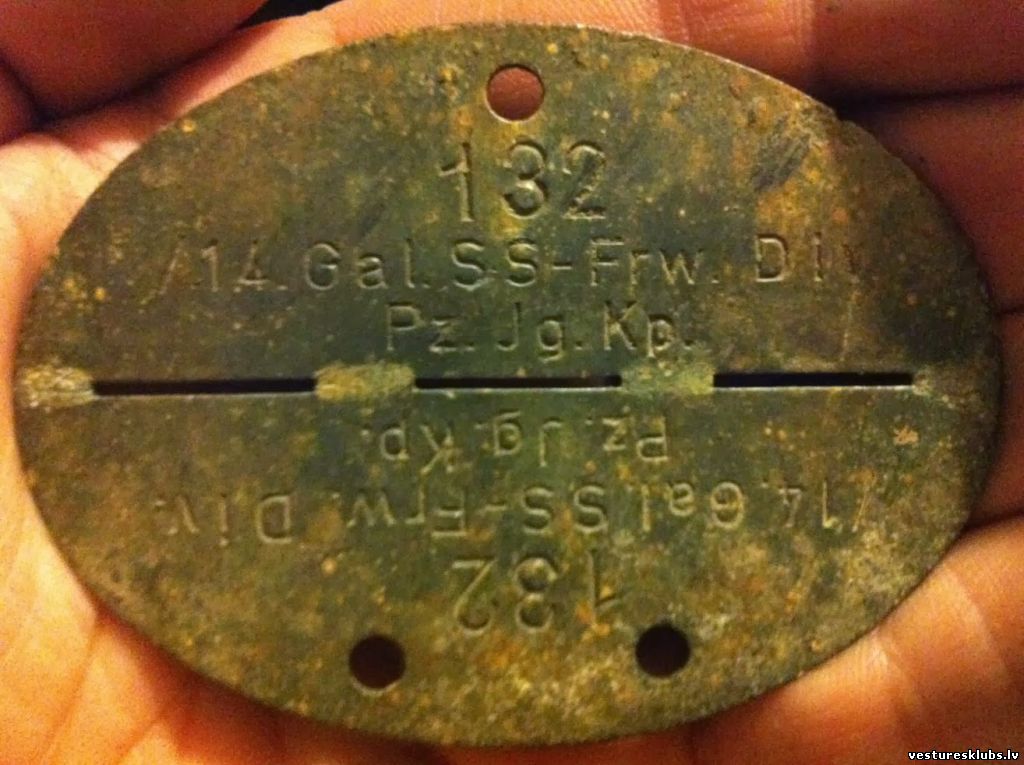 132
/14.Gal.SS-Frw. Div.
Pz.Jg.Kp.
Pz.Jg.Kp.
/14.Gal.SS-Frw. Div.
132
vesturesklubs.lv